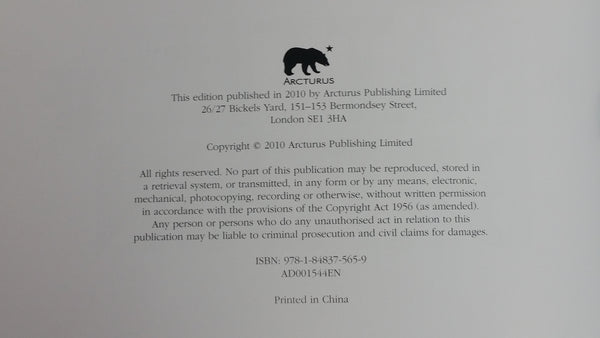 ARCTURUS
This edition published in 2010 by Arcturus Publishing Limited
26/27 Bickels Yard, 151–153 Bermondsey Street,
London SE1 3HA
Copyright © 2010 Arcturus Publishing Limited
All rights reserved. No part of this publication may be reproduced, stored in
a retrieval system, or transmitted, in any form or by any means, electronic,
mechanical, photocopying, recording or otherwise, without written permission
in accordance with the provisions of the Copyright Act 1956 (as amended).
Any person or persons who do any unauthorised act in relation to this
publication may be liable to criminal prosecution and civil claims for damages.
ISBN: 978-1-84837-565-9
AD001544EN
Printed in China